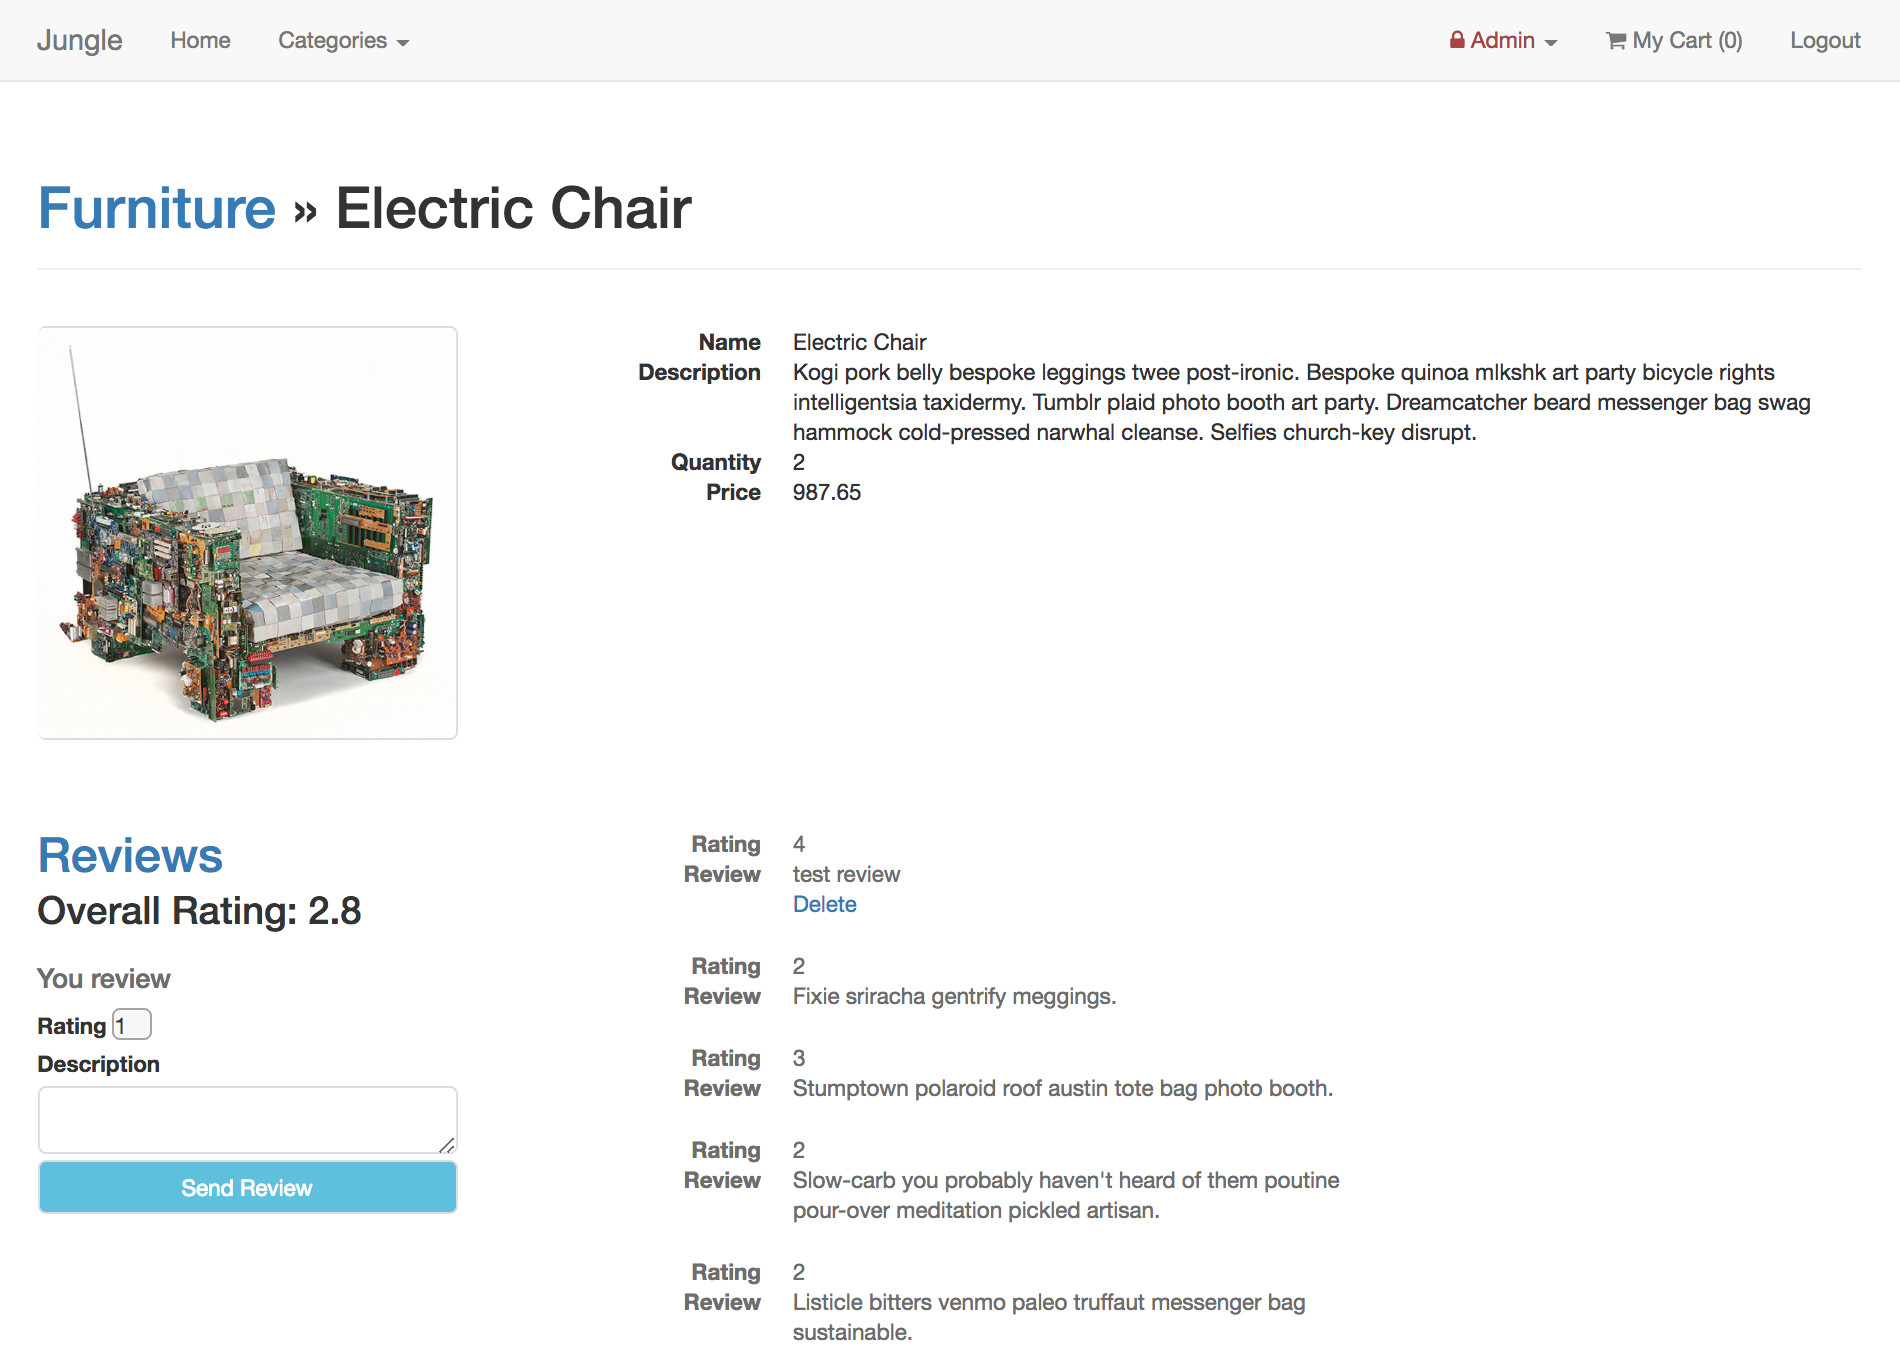 Jungle Home Categories Admin My Cart (0) Logout
Furniture » Electric Chair
Name Electric Chair
Description Kogi pork belly bespoke leggings twee post-ironic. Bespoke quinoa mlkshk art party bicycle rights
intelligentsia taxidermy. Tumblr plaid photo booth art party. Dreamcatcher beard messenger bag swag
hammock cold-pressed narwhal cleanse. Selfies church-key disrupt.
Quantity 2
Price 987.65
Reviews
Overall Rating: 2.8
You review
Rating 1
Description
Send Review
Rating 4
Review test review
Delete
Rating 2
Review Fixie sriracha gentrify meggings.
Rating 3
Review Stumptown polaroid roof austin tote bag photo booth.
Rating 2
Review Slow-carb you probably haven't heard of them poutine
pour-over meditation pickled artisan.
Rating 2
Review Listicle bitters venmo paleo truffaut messenger bag
sustainable.